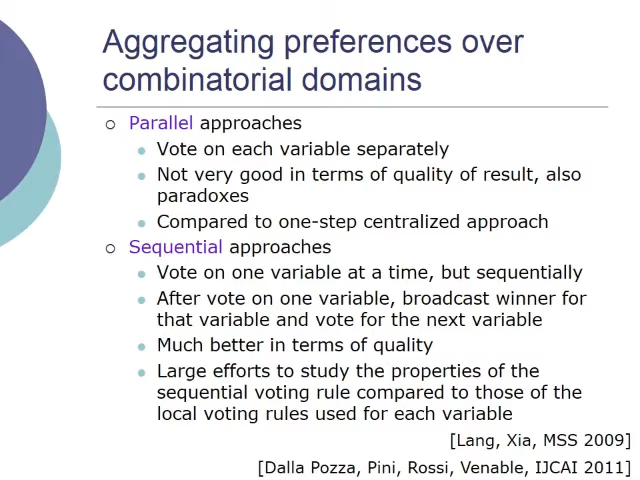 Aggregating preferences over
combinatorial domains
Parallel approaches
Vote on each variable separately
Not very good in terms of quality of result, also
paradoxes
Compared to one-step centralized approach
Sequential approaches
Vote on one variable at a time, but sequentially
After vote on one variable, broadcast winner for
that variable and vote for the next variable
Much better in terms of quality
Large efforts to study the properties of the
sequential voting rule compared to those of the
local voting rules used for each variable
[Lang, Xia, MSS 2009]
[Dalla Pozza, Pini, Rossi, Venable, IJCAI 2011]